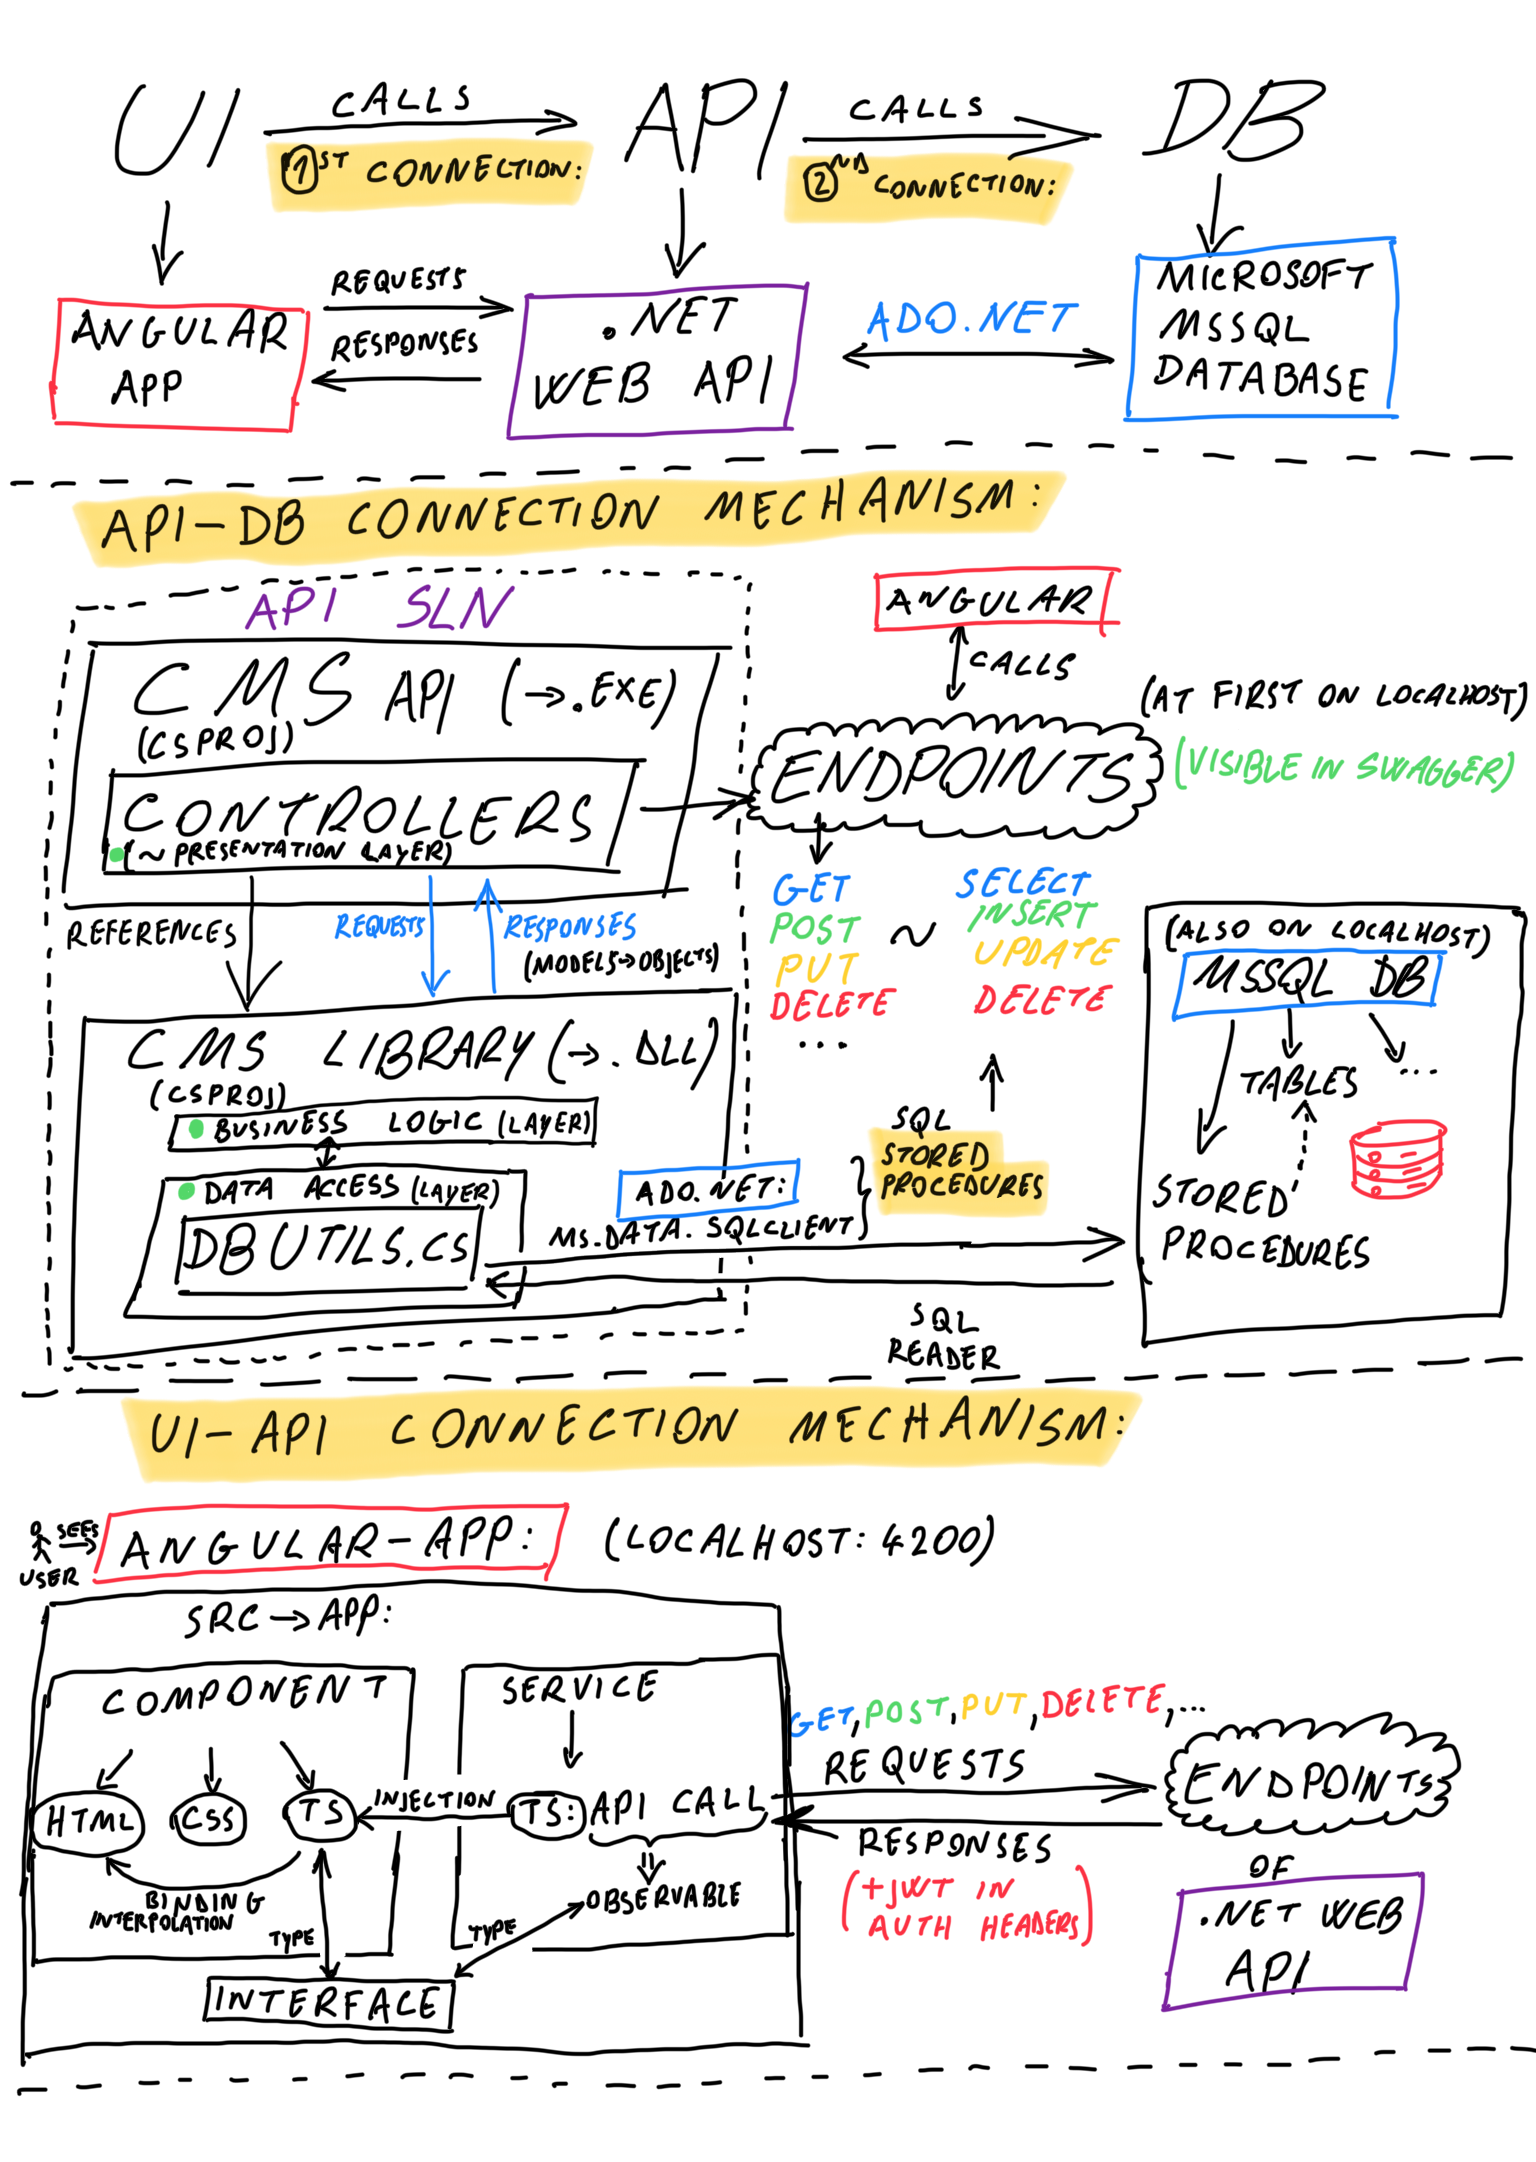 UI
CALLS
API
CALLS
DB
1ST CONNECTION:
2ND CONNECTION:
ANGULAR
APP
REQUESTS
RESPONSES
.NET
WEB API
ADO.NET
MICROSOFT
MSSQL
DATABASE
API-DB CONNECTION MECHANISM:
API SLN
CMS API (→.EXE)
(CSPROJ)
CONTROLLERS
(~ PRESENTATION LAYER)
ANGULAR
CALLS
ENDPOINTS
(AT FIRST ON LOCALHOST)
(VISIBLE IN SWAGGER)
GET
POST
PUT
DELETE
...
~
SELECT
INSERT
UPDATE
DELETE
REFERENCES
REQUESTS
RESPONSES
(MODELS→OBJECTS)
CMS LIBRARY (→.DLL)
(CSPROJ)
BUSINESS LOGIC (LAYER)
DATA ACCESS (LAYER)
DB UTILS.CS
ADO.NET:
MS.DATA.SQLCLIENT
SQL
STORED
PROCEDURES
SQL
READER
(ALSO ON LOCALHOST)
MSSQL DB
TABLES
...
STORED
PROCEDURES
UI-API CONNECTION MECHANISM:
SEES
USER
ANGULAR-APP:
(LOCALHOST: 4200)
SRC → APP:
COMPONENT
HTML
CSS
TS
BINDING
INTERPOLATION
TYPE
INJECTION
SERVICE
TS:
API CALL
OBSERVABLE
TYPE
INTERFACE
GET, POST, PUT, DELETE, ...
REQUESTS
RESPONSES
(+JWT IN
AUTH HEADERS)
ENDPOINTS
OF
.NET WEB
API